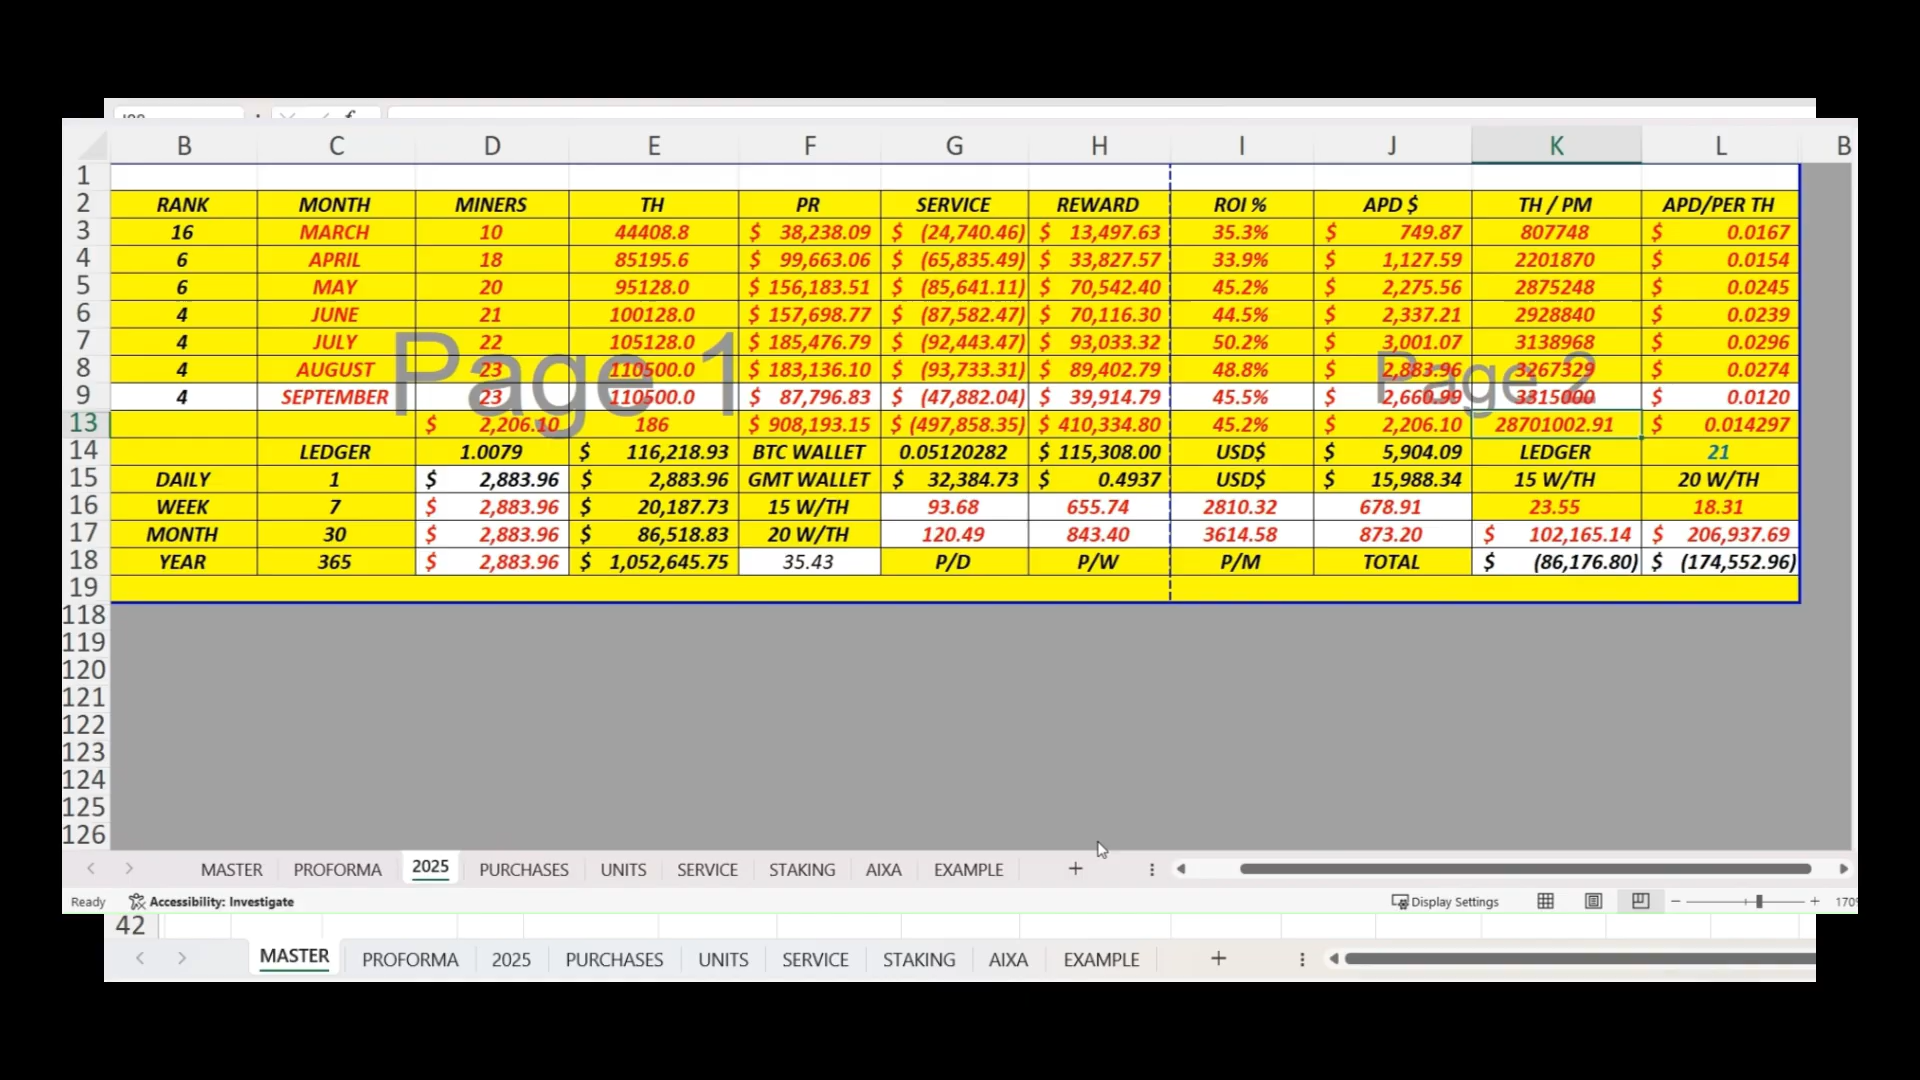 B C D E F G H I J K L B
1
2 RANK MONTH MINERS TH PR SERVICE REWARD ROI % APD $ TH / PM APD/PER TH
3 16 MARCH 10 44408.8 $ 38,238.09 $ (24,740.46) $ 13,497.63 35.3% $ 749.87 807748 $ 0.0167
4 6 APRIL 18 85195.6 $ 99,663.06 $ (65,835.49) $ 33,827.57 33.9% $ 1,127.59 2201870 $ 0.0154
5 6 MAY 20 95128.0 $ 156,183.51 $ (85,641.11) $ 70,542.40 45.2% $ 2,275.56 2875248 $ 0.0245
6 4 JUNE 21 100128.0 $ 157,698.77 $ (87,582.47) $ 70,116.30 44.5% $ 2,337.21 2928840 $ 0.0239
7 4 JULY 22 105128.0 $ 185,476.79 $ (92,443.47) $ 93,033.32 50.2% $ 3,001.07 3138968 $ 0.0296
8 4 AUGUST 23 110500.0 $ 183,136.10 $ (93,733.31) $ 89,402.79 48.8% $ 2,883.96 3267329 $ 0.0274
9 4 SEPTEMBER 23 110500.0 $ 87,796.83 $ (47,882.04) $ 39,914.79 45.5% $ 2,660.99 3315000 $ 0.0120
Page 1 Page 2
13 $ 2,206.10 186 $ 908,193.15 $ (497,858.35) $ 410,334.80 45.2% $ 2,206.10 28701002.91 $ 0.014297
14 LEDGER 1.0079 $ 116,218.93 BTC WALLET 0.05120282 $ 115,308.00 USD$ $ 5,904.09 LEDGER 21
15 DAILY 1 $ 2,883.96 $ 2,883.96 GMT WALLET $ 32,384.73 $ 0.4937 USD$ $ 15,988.34 15 W/TH 20 W/TH
16 WEEK 7 $ 2,883.96 $ 20,187.73 15 W/TH 93.68 655.74 2810.32 678.91 23.55 18.31
17 MONTH 30 $ 2,883.96 $ 86,518.83 20 W/TH 120.49 843.40 3614.58 873.20 $ 102,165.14 $ 206,937.69
18 YEAR 365 $ 2,883.96 $ 1,052,645.75 35.43 P/D P/W P/M TOTAL $ (86,176.80) $ (174,552.96)
19
118
119
120
121
122
123
124
125
126
MASTER PROFORMA 2025 PURCHASES UNITS SERVICE STAKING AIXA EXAMPLE +
Ready Accessibility: Investigate Display Settings − +
42
MASTER PROFORMA 2025 PURCHASES UNITS SERVICE STAKING AIXA EXAMPLE +